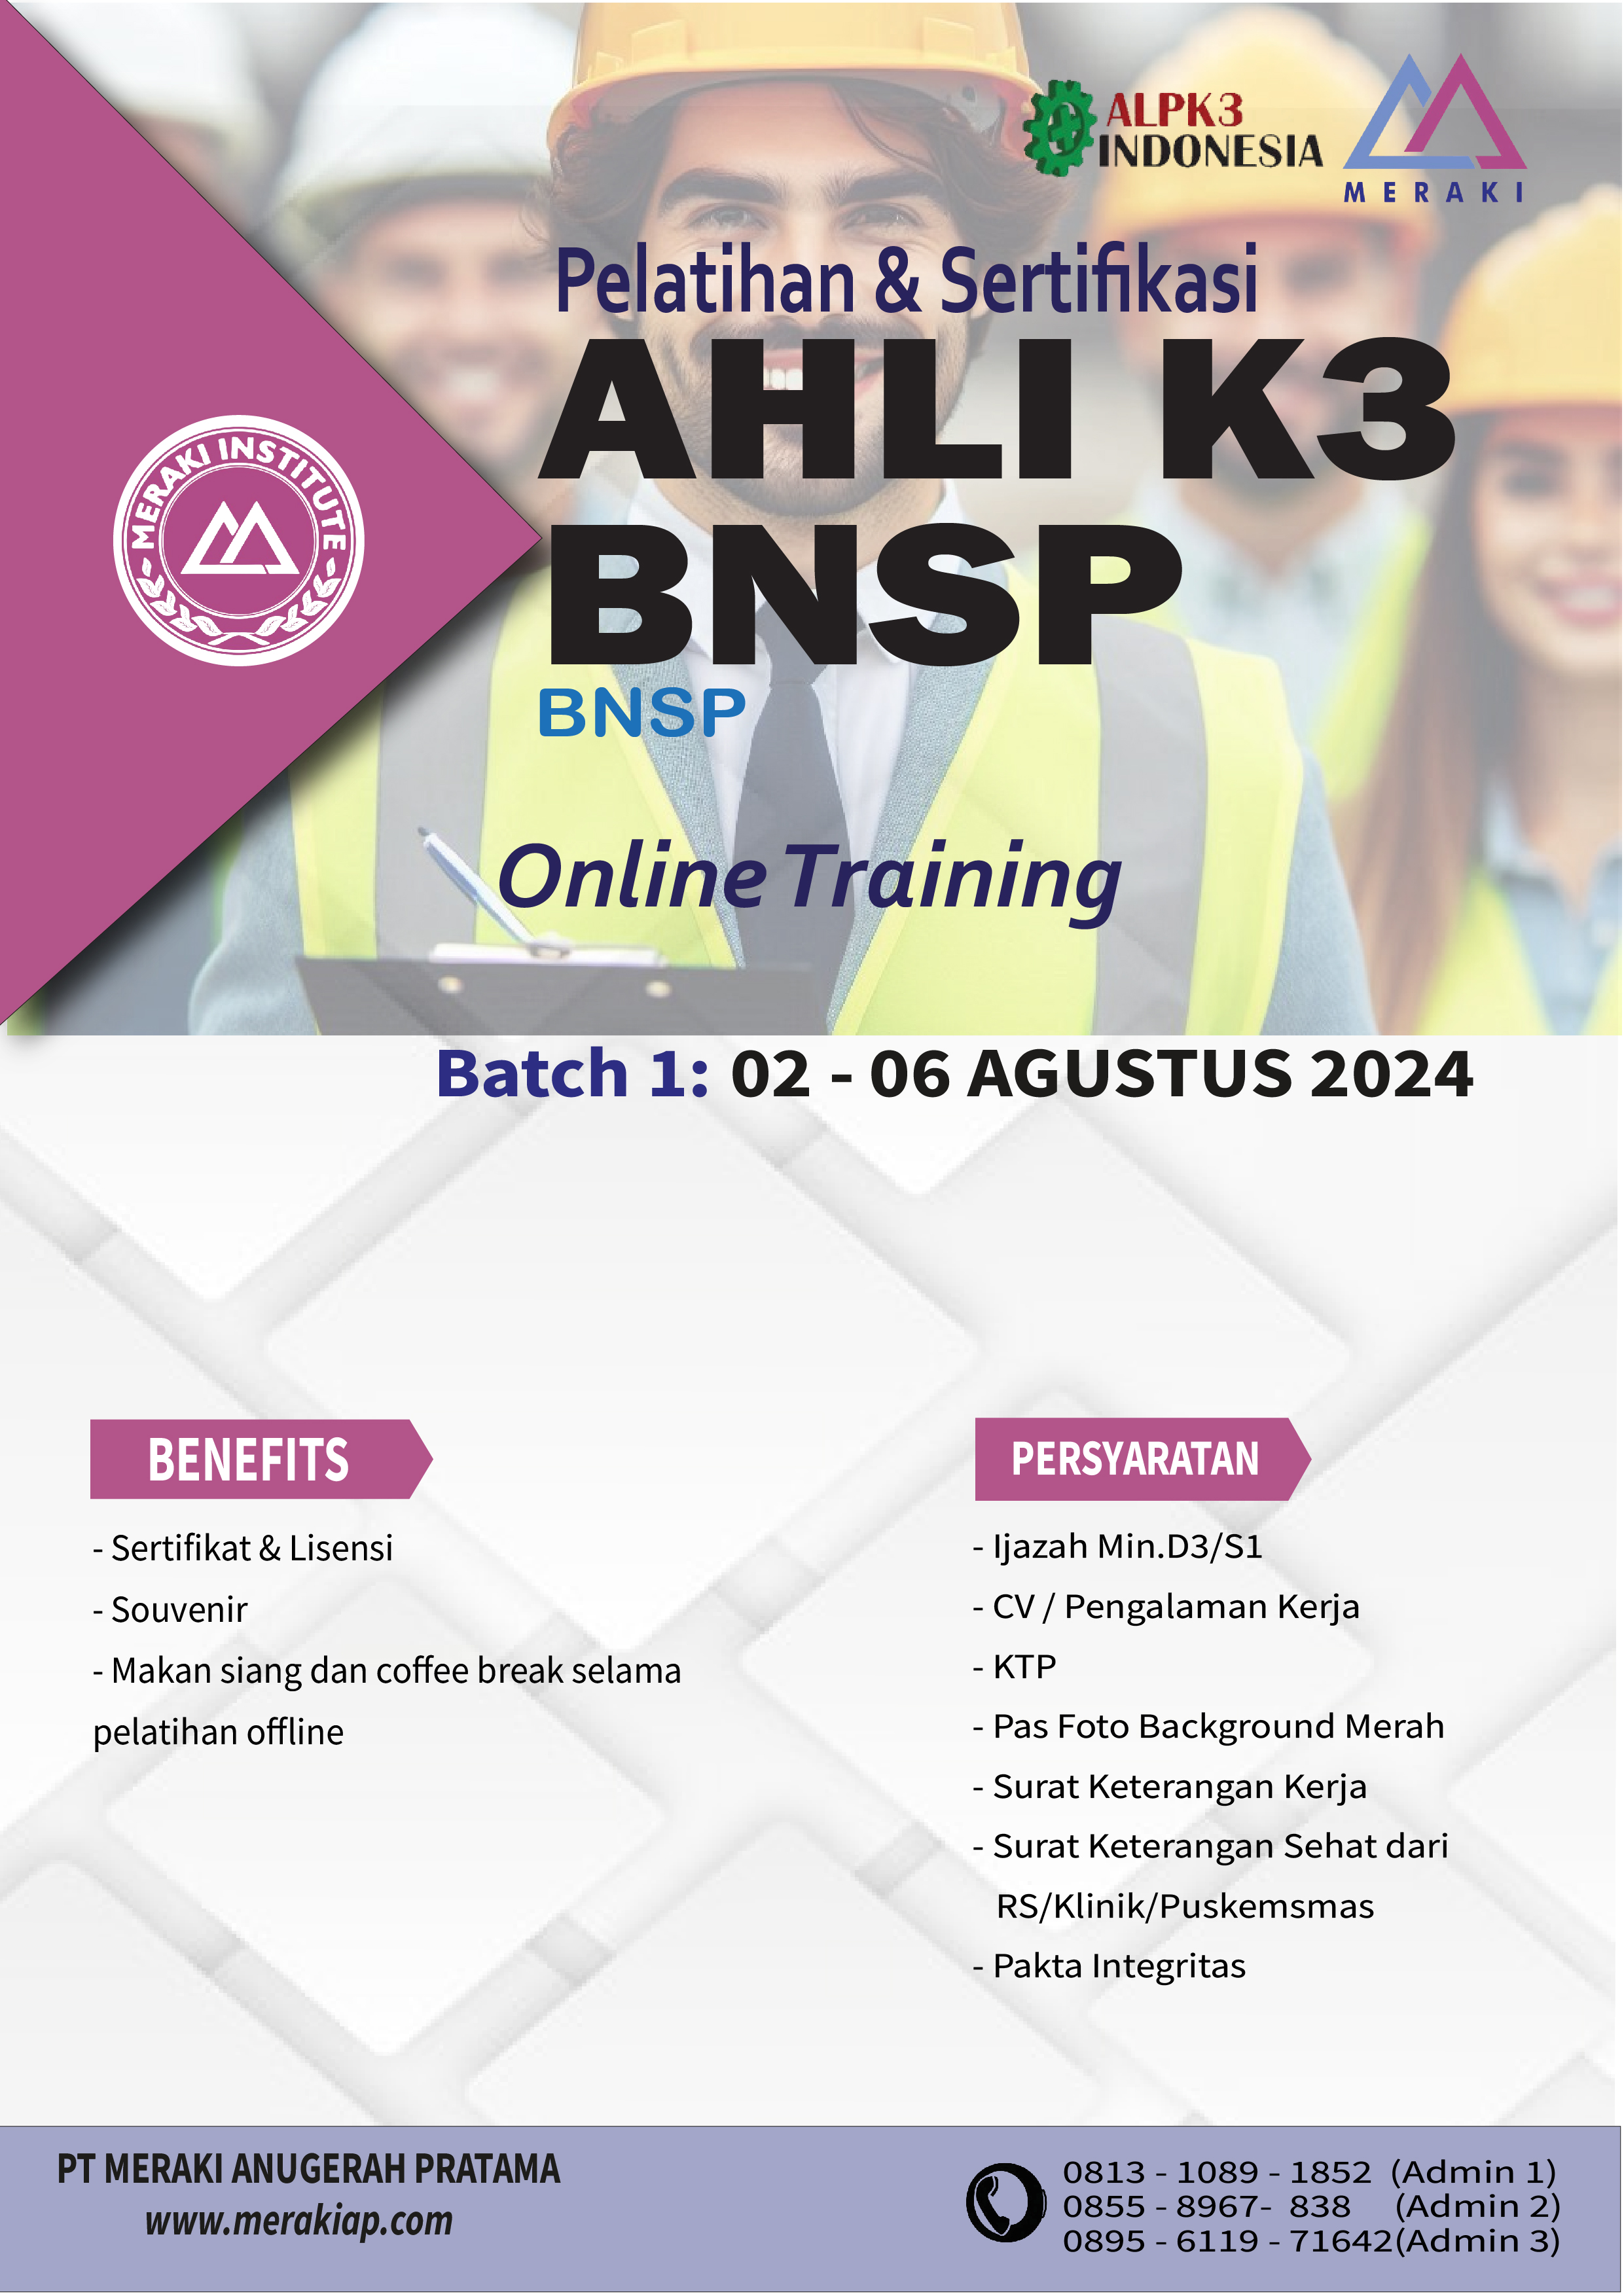 ALPK3
INDONESIA
MERAKI
Pelatihan & Sertifikasi
AHLI K3
BNSP
BNSP
MERAKI INSTITUTE
Online Training
Batch 1: 02 - 06 AGUSTUS 2024
BENEFITS
- Sertifikat & Lisensi
- Souvenir
- Makan siang dan coffee break selama
pelatihan offline
PERSYARATAN
- Ijazah Min.D3/S1
- CV / Pengalaman Kerja
- KTP
- Pas Foto Background Merah
- Surat Keterangan Kerja
- Surat Keterangan Sehat dari
RS/Klinik/Puskemsmas
- Pakta Integritas
PT MERAKI ANUGERAH PRATAMA
www.merakiap.com
0813 - 1089 - 1852 (Admin 1)
0855 - 8967- 838 (Admin 2)
0895 - 6119 - 71642(Admin 3)